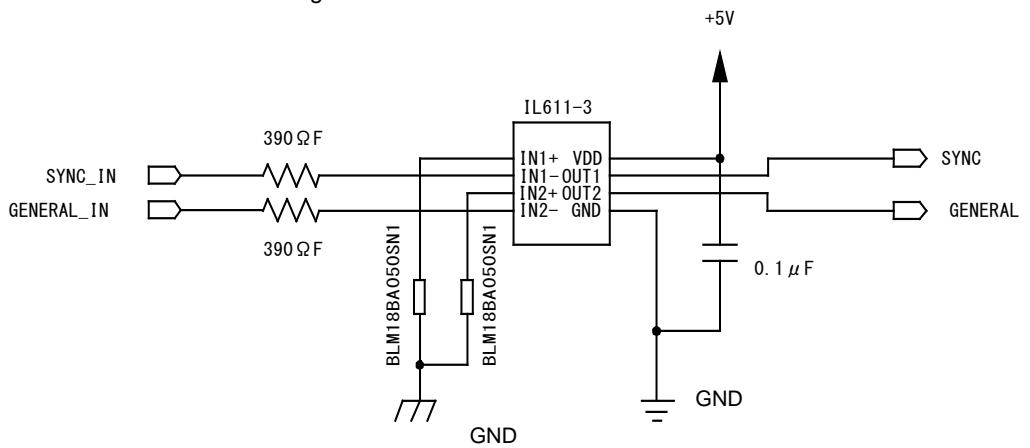 +5V
IL611-3
390ΩF
IN1+ VDD
SYNC_IN
IN1- OUT1
SYNC
IN2+ OUT2
GENERAL_IN
IN2- GND
GENERAL
390ΩF
0.1μF
BLM18BA050SN1
BLM18BA050SN1
GND
GND